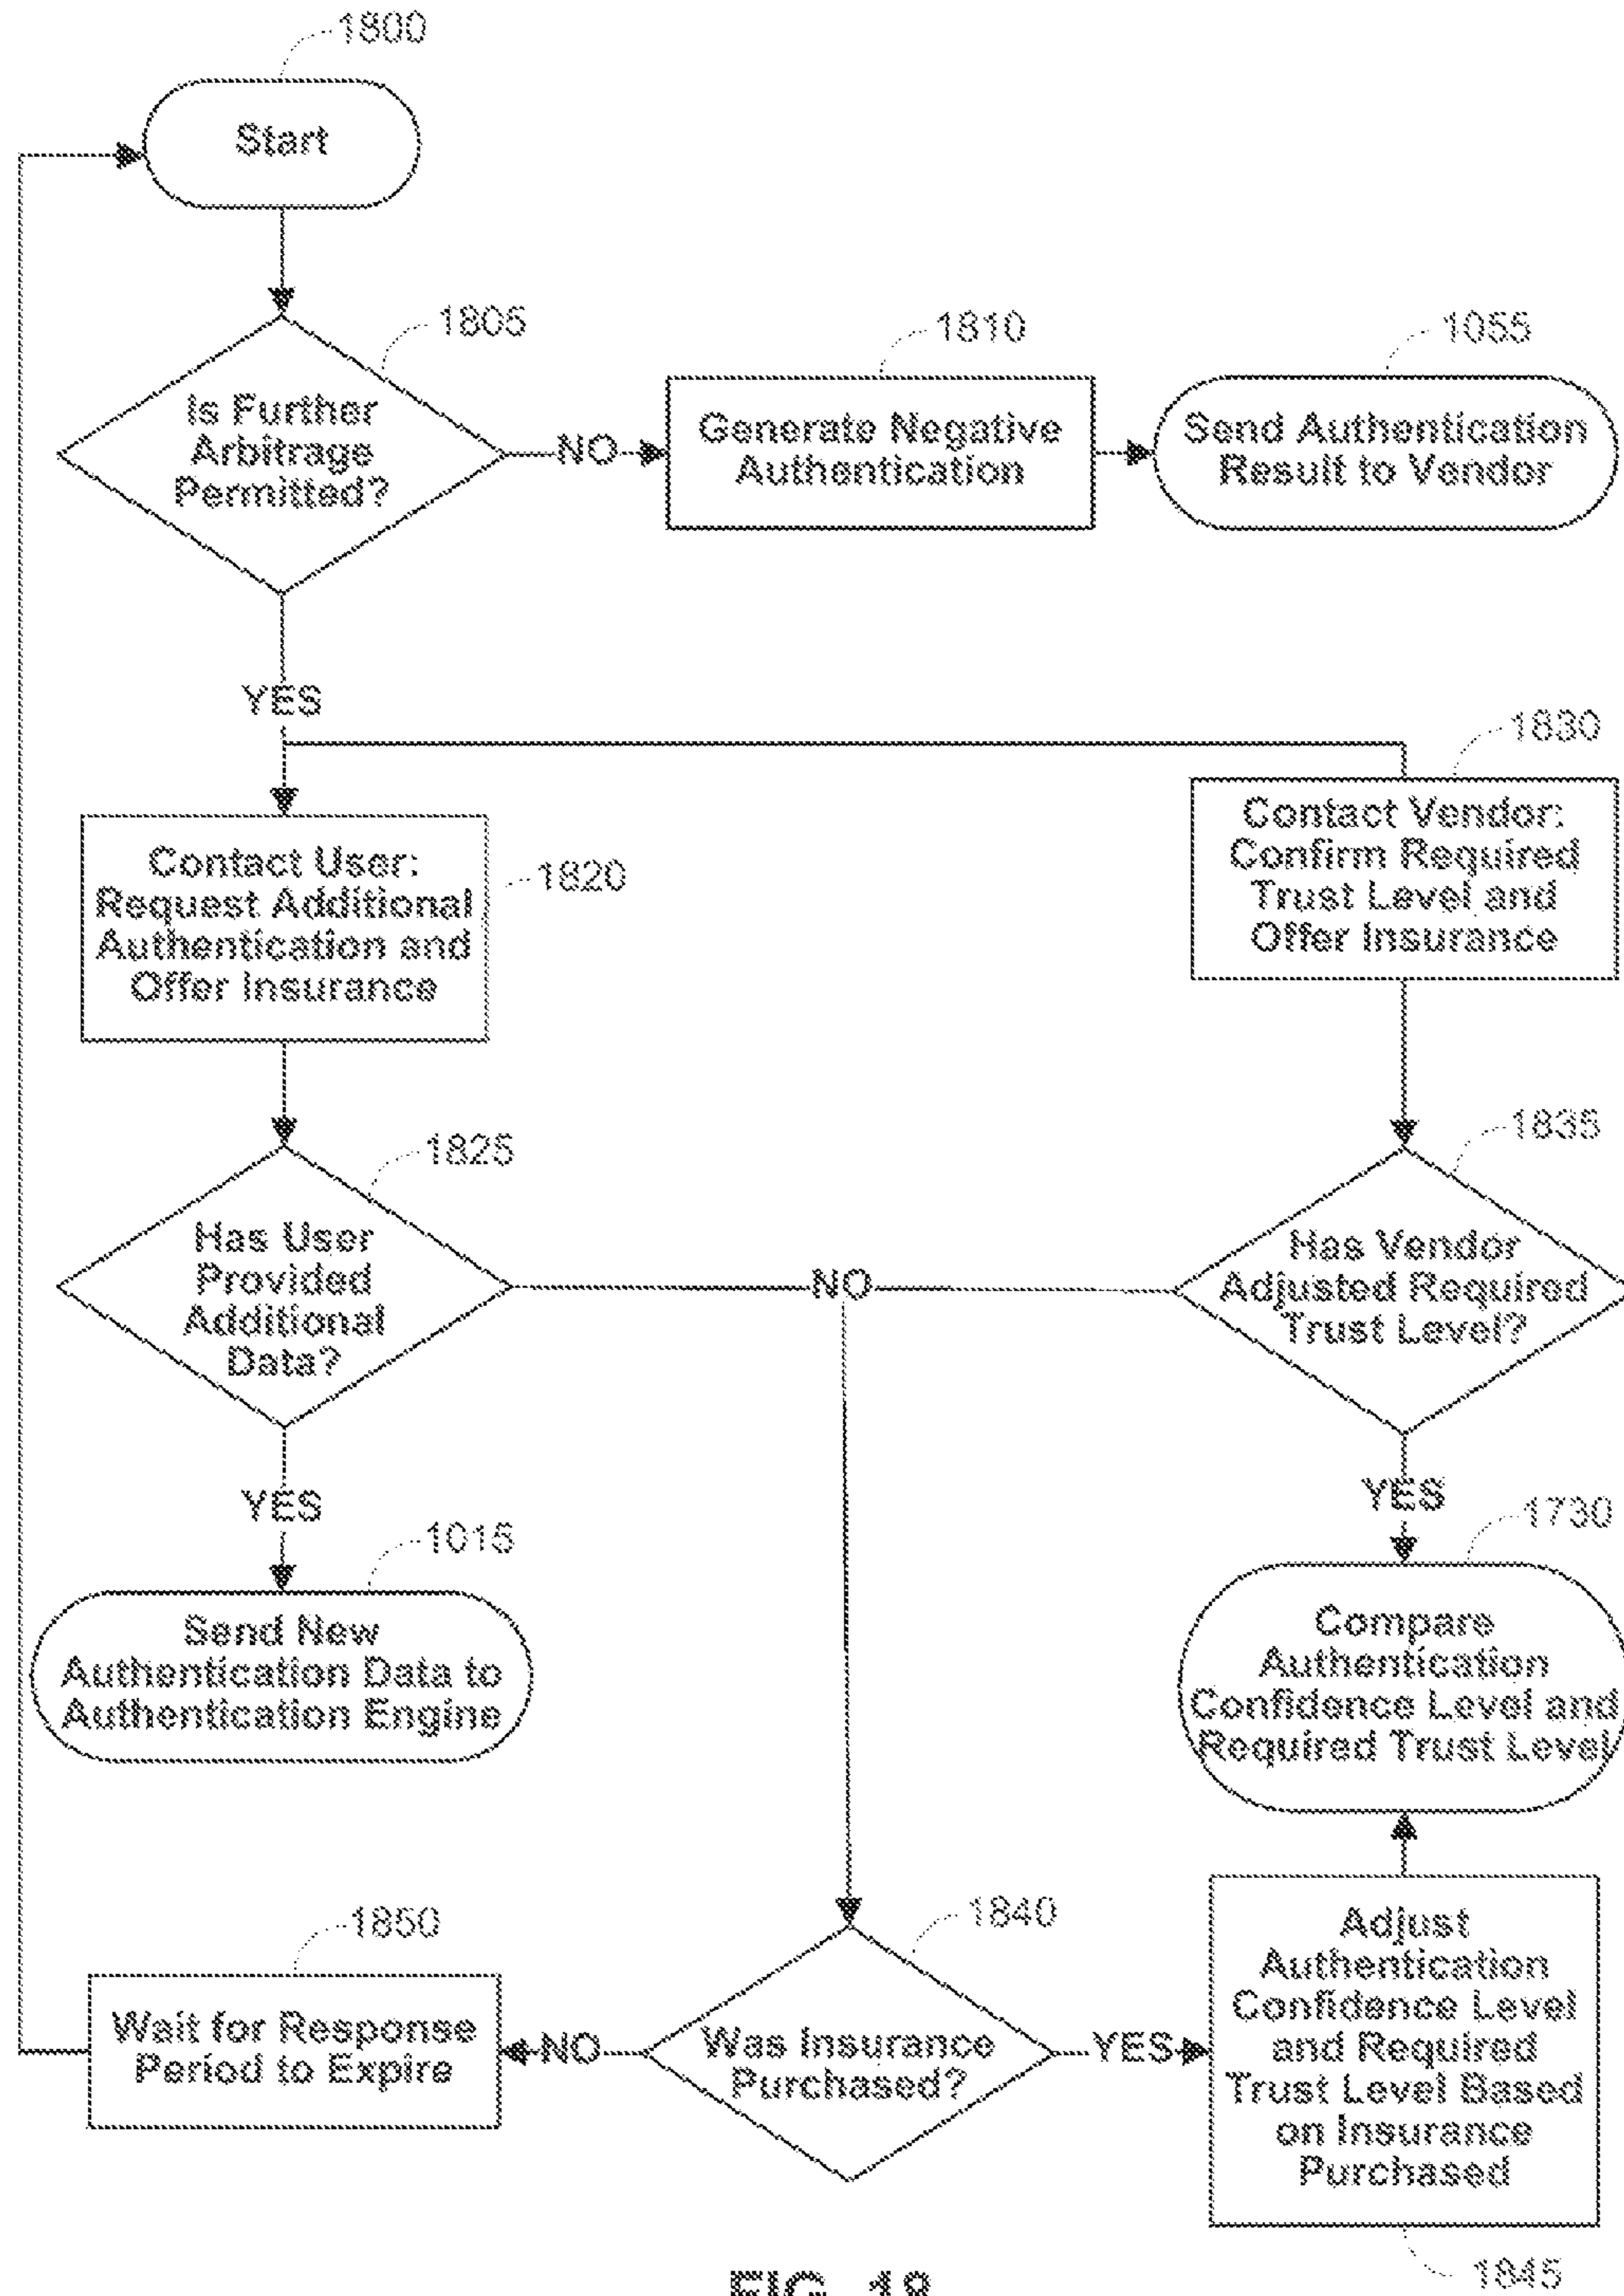 1800
Start
1805
Is Further
Arbitrage
Permitted?
NO
1810
Generate Negative
Authentication
1055
Send Authentication
Result to Vendor
YES
1820
Contact User:
Request Additional
Authentication and
Offer Insurance
1830
Contact Vendor:
Confirm Required
Trust Level and
Offer Insurance
1825
Has User
Provided
Additional
Data?
NO
1835
Has Vendor
Adjusted Required
Trust Level?
YES
1015
Send New
Authentication Data to
Authentication Engine
YES
1730
Compare
Authentication
Confidence Level and
Required Trust Level
1850
Wait for Response
Period to Expire
NO
1840
Was Insurance
Purchased?
YES
Adjust
Authentication
Confidence Level
and Required
Trust Level Based
on Insurance
Purchased
1845
FIG. 18